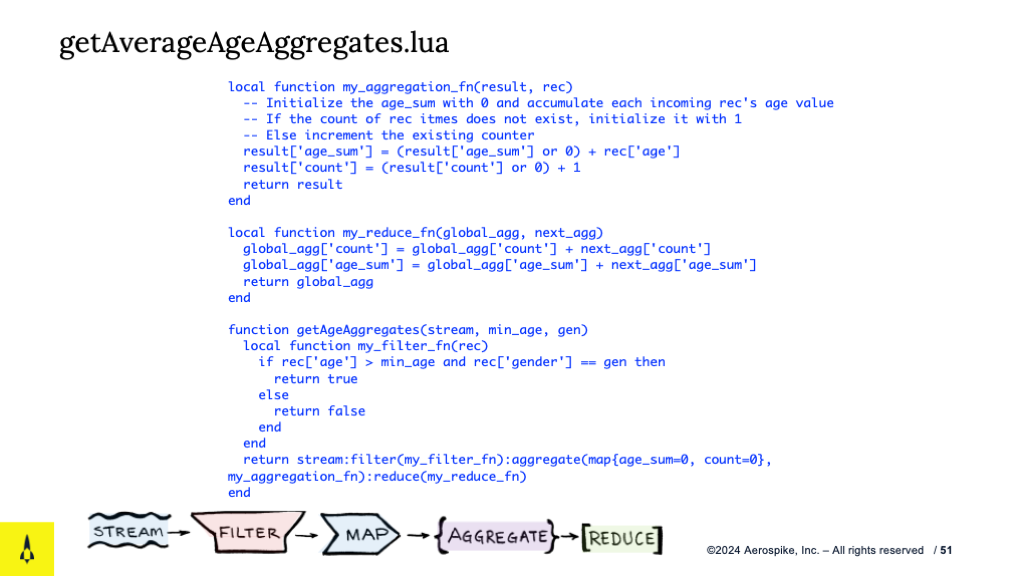 getAverageAgeAggregates.lua
local function my_aggregation_fn(result, rec)
  -- Initialize the age_sum with 0 and accumulate each incoming rec's age value
  -- If the count of rec itmes does not exist, initialize it with 1
  -- Else increment the existing counter
  result['age_sum'] = (result['age_sum'] or 0) + rec['age']
  result['count'] = (result['count'] or 0) + 1
  return result
end

local function my_reduce_fn(global_agg, next_agg)
  global_agg['count'] = global_agg['count'] + next_agg['count']
  global_agg['age_sum'] = global_agg['age_sum'] + next_agg['age_sum']
  return global_agg
end

function getAgeAggregates(stream, min_age, gen)
  local function my_filter_fn(rec)
    if rec['age'] > min_age and rec['gender'] == gen then
      return true
    else
      return false
    end
  end
  return stream:filter(my_filter_fn):aggregate(map{age_sum=0, count=0},
my_aggregation_fn):reduce(my_reduce_fn)
end
STREAM FILTER MAP {AGGREGATE} [REDUCE]
©2024 Aerospike, Inc. – All rights reserved / 51